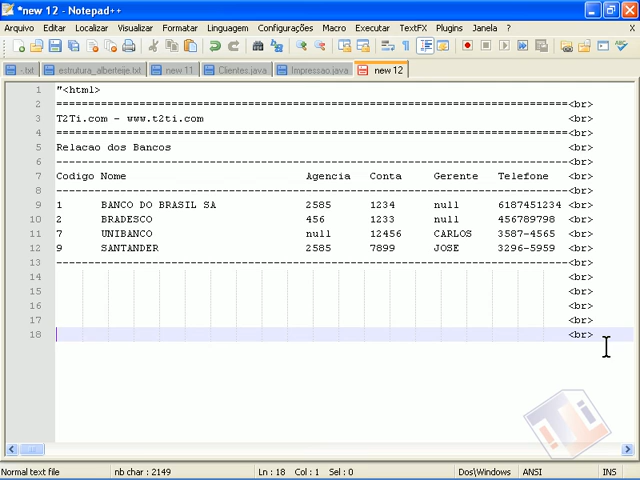 *new 12 - Notepad++
Arquivo Editar Localizar Visualizar Formatar Linguagem Configurações Macro Executar TextFX Plugins Janela ? X
-.txt estrutura_alberteije.txt new 11 Clientes.java Impressao.java new 12
1 "<html>
2 ================================================================<br>
3 T2Ti.com - www.t2ti.com <br>
4 ================================================================<br>
5 Relacao dos Bancos <br>
6 ----------------------------------------------------------------<br>
7 Codigo Nome Agencia Conta Gerente Telefone <br>
8 ----------------------------------------------------------------<br>
9 1 BANCO DO BRASIL SA 2585 1234 null 6187451234 <br>
10 2 BRADESCO 456 1233 null 456789798 <br>
11 7 UNIBANCO null 12456 CARLOS 3587-4565 <br>
12 9 SANTANDER 2585 7899 JOSE 3296-5959 <br>
13 ----------------------------------------------------------------<br>
14 <br>
15 <br>
16 <br>
17 <br>
18 <br>
Normal text file nb char : 2149 Ln : 18 Col : 1 Sel : 0 Dos\Windows ANSI INS